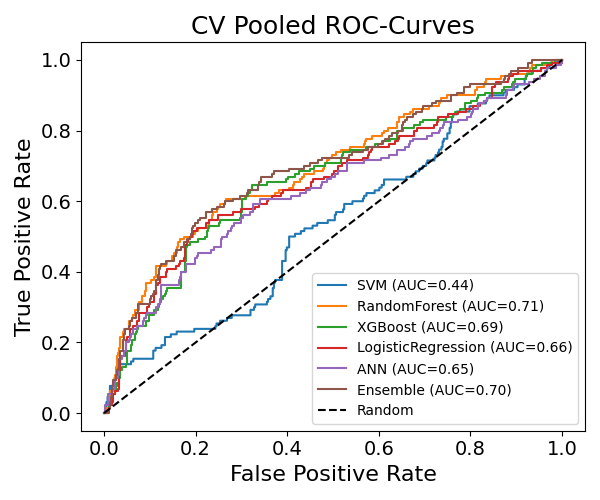 CV Pooled ROC-Curves
True Positive Rate
1.0
0.8
0.6
0.4
0.2
0.0
SVM (AUC=0.44)
RandomForest (AUC=0.71)
XGBoost (AUC=0.69)
LogisticRegression (AUC=0.66)
ANN (AUC=0.65)
Ensemble (AUC=0.70)
Random
0.0 0.2 0.4 0.6 0.8 1.0
False Positive Rate